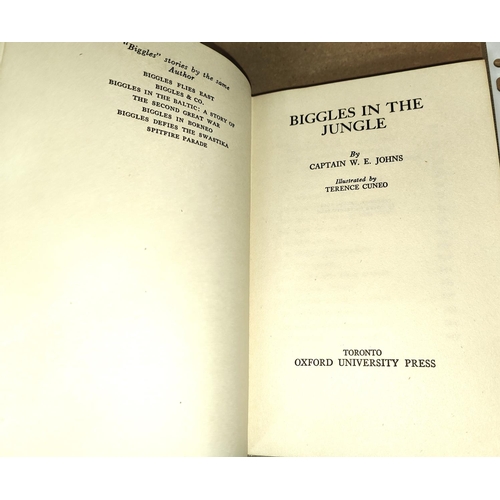 "Biggles" stories by the same
Author
BIGGLES FLIES EAST
BIGGLES & CO.
BIGGLES IN THE BALTIC: A STORY OF
THE SECOND GREAT WAR
BIGGLES IN BORNEO
BIGGLES DEFIES THE SWASTIKA
SPITFIRE PARADE
BIGGLES IN THE
JUNGLE
By
CAPTAIN W. E. JOHNS
Illustrated by
TERENCE CUNEO
TORONTO
OXFORD UNIVERSITY PRESS